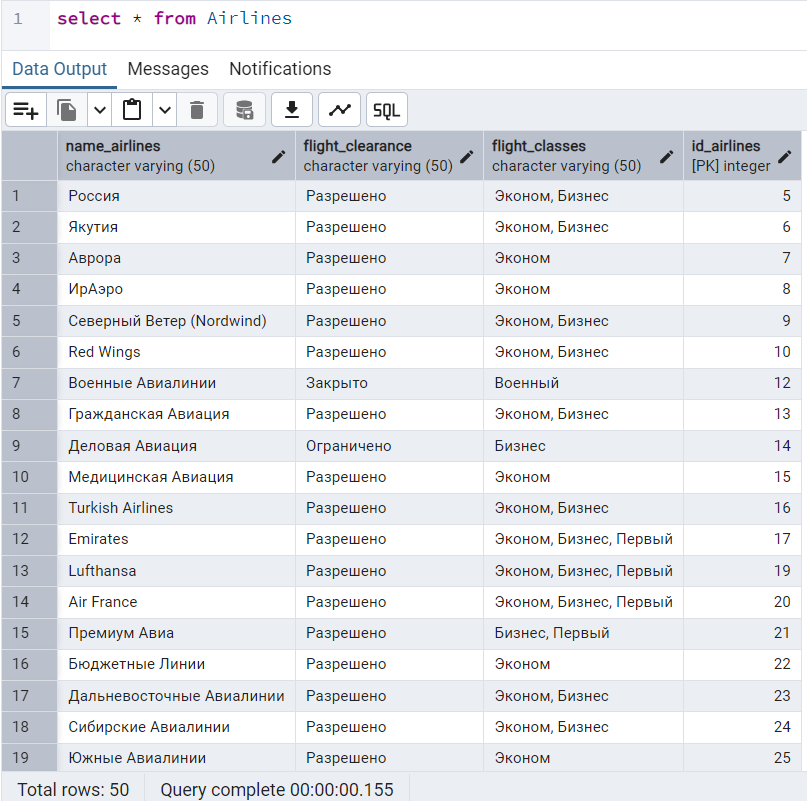 1 select * from Airlines
Data Output Messages Notifications
SQL
name_airlines flight_clearance flight_classes id_airlines
character varying (50) character varying (50) character varying (50) [PK] integer
1 Россия Разрешено Эконом, Бизнес 5
2 Якутия Разрешено Эконом, Бизнес 6
3 Аврора Разрешено Эконом 7
4 ИрАэро Разрешено Эконом 8
5 Северный Ветер (Nordwind) Разрешено Эконом, Бизнес 9
6 Red Wings Разрешено Эконом, Бизнес 10
7 Военные Авиалинии Закрыто Военный 12
8 Гражданская Авиация Разрешено Эконом, Бизнес 13
9 Деловая Авиация Ограничено Бизнес 14
10 Медицинская Авиация Разрешено Эконом 15
11 Turkish Airlines Разрешено Эконом, Бизнес 16
12 Emirates Разрешено Эконом, Бизнес, Первый 17
13 Lufthansa Разрешено Эконом, Бизнес, Первый 19
14 Air France Разрешено Эконом, Бизнес, Первый 20
15 Премиум Авиа Разрешено Бизнес, Первый 21
16 Бюджетные Линии Разрешено Эконом 22
17 Дальневосточные Авиалинии Разрешено Эконом, Бизнес 23
18 Сибирские Авиалинии Разрешено Эконом, Бизнес 24
19 Южные Авиалинии Разрешено Эконом 25
Total rows: 50 Query complete 00:00:00.155